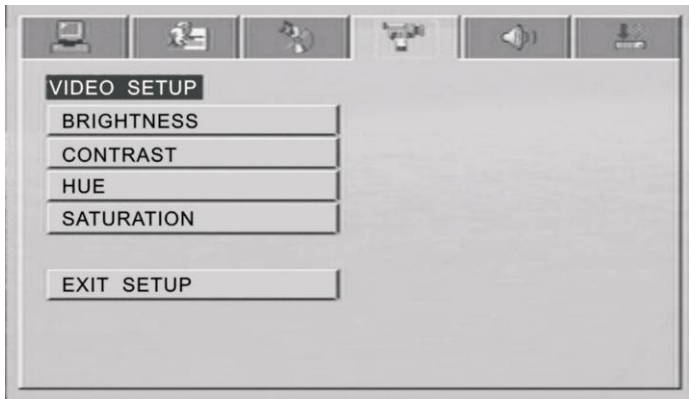 VIDEO SETUP
BRIGHTNESS
CONTRAST
HUE
SATURATION
EXIT SETUP